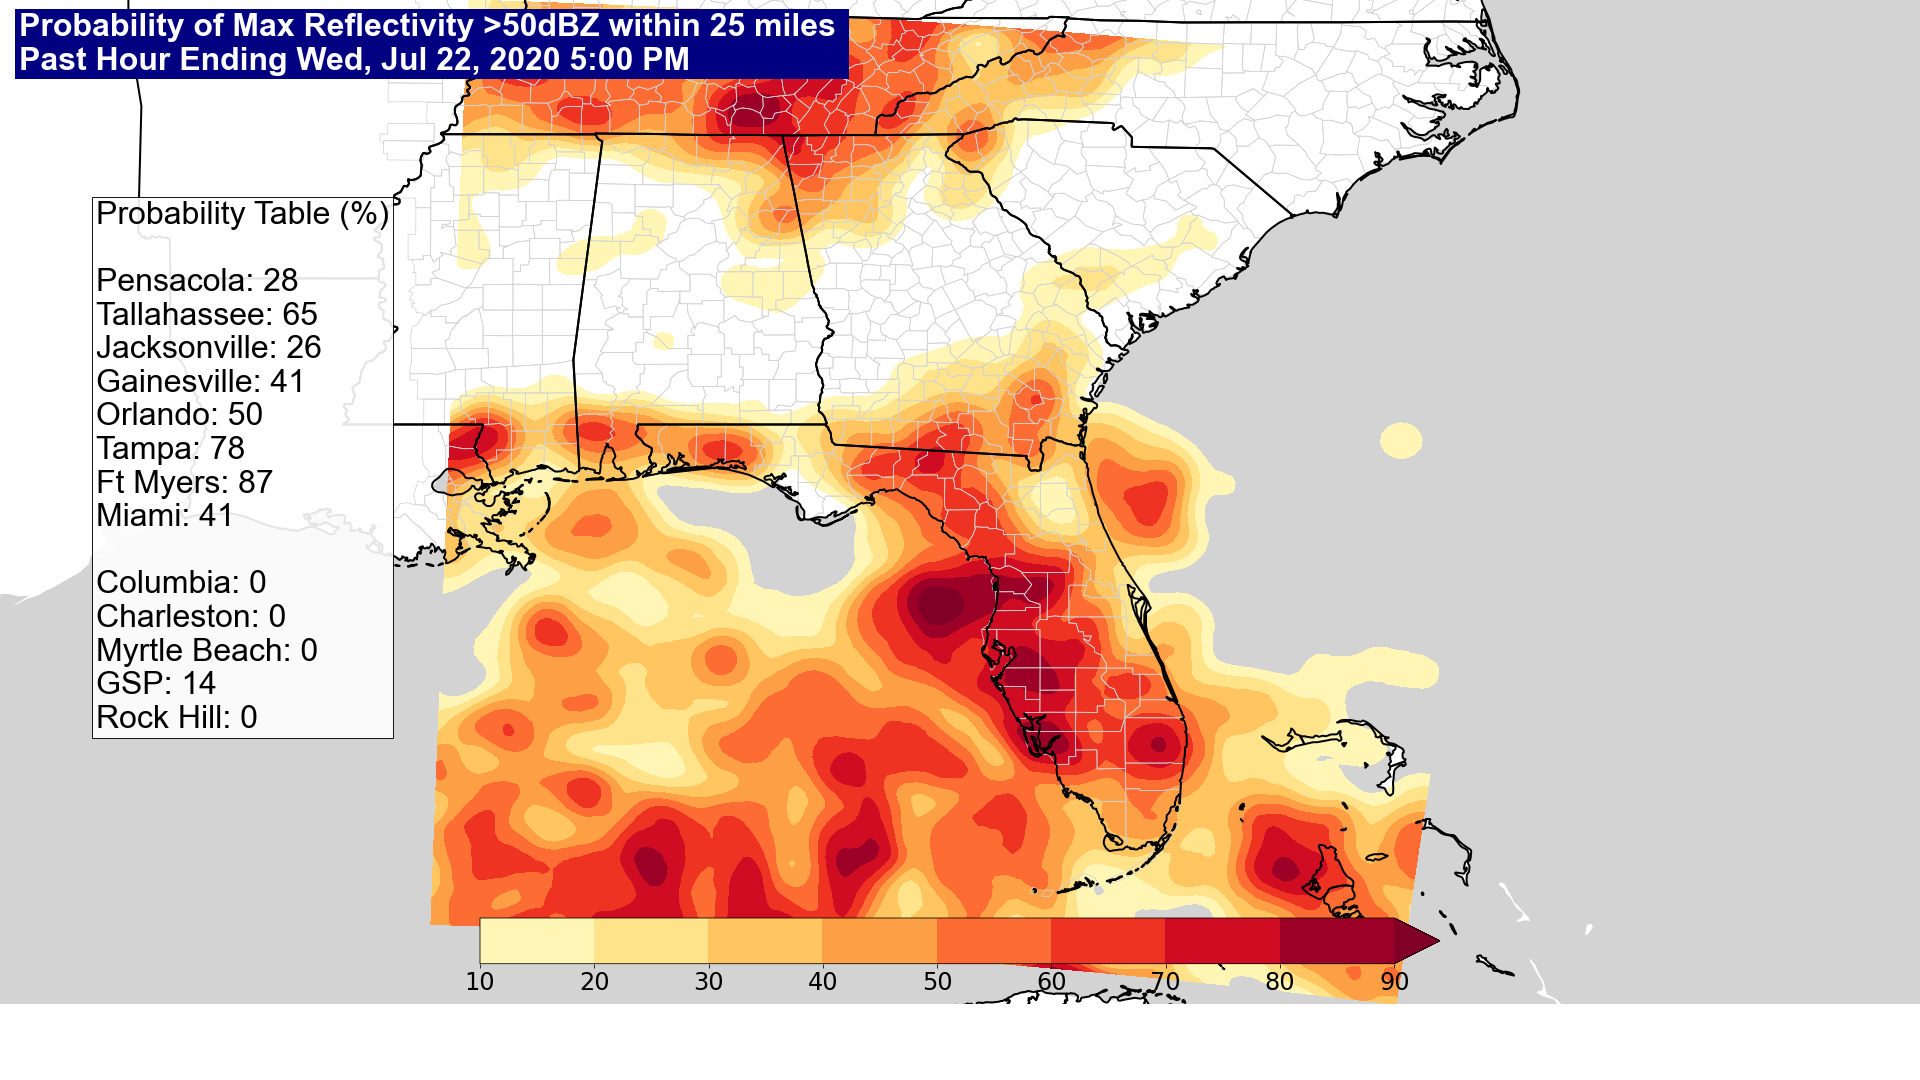 Probability of Max Reflectivity >50dBZ within 25 miles
Past Hour Ending Wed, Jul 22, 2020 5:00 PM
Probability Table (%)
Pensacola: 28
Tallahassee: 65
Jacksonville: 26
Gainesville: 41
Orlando: 50
Tampa: 78
Ft Myers: 87
Miami: 41
Columbia: 0
Charleston: 0
Myrtle Beach: 0
GSP: 14
Rock Hill: 0
10 20 30 40 50 60 70 80 90